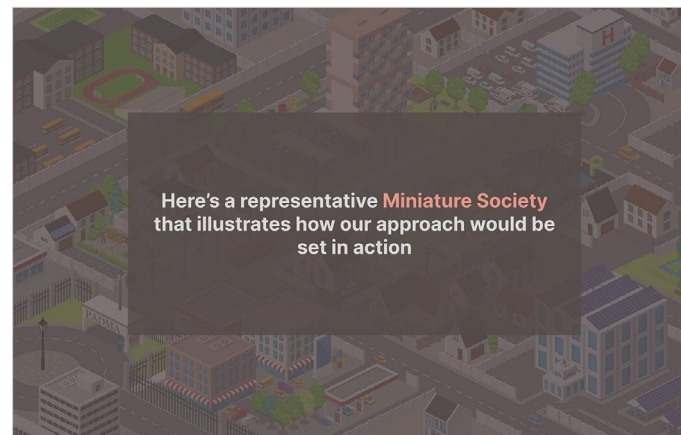 H
Here's a representative Miniature Society
that illustrates how our approach would be
set in action
PADMA